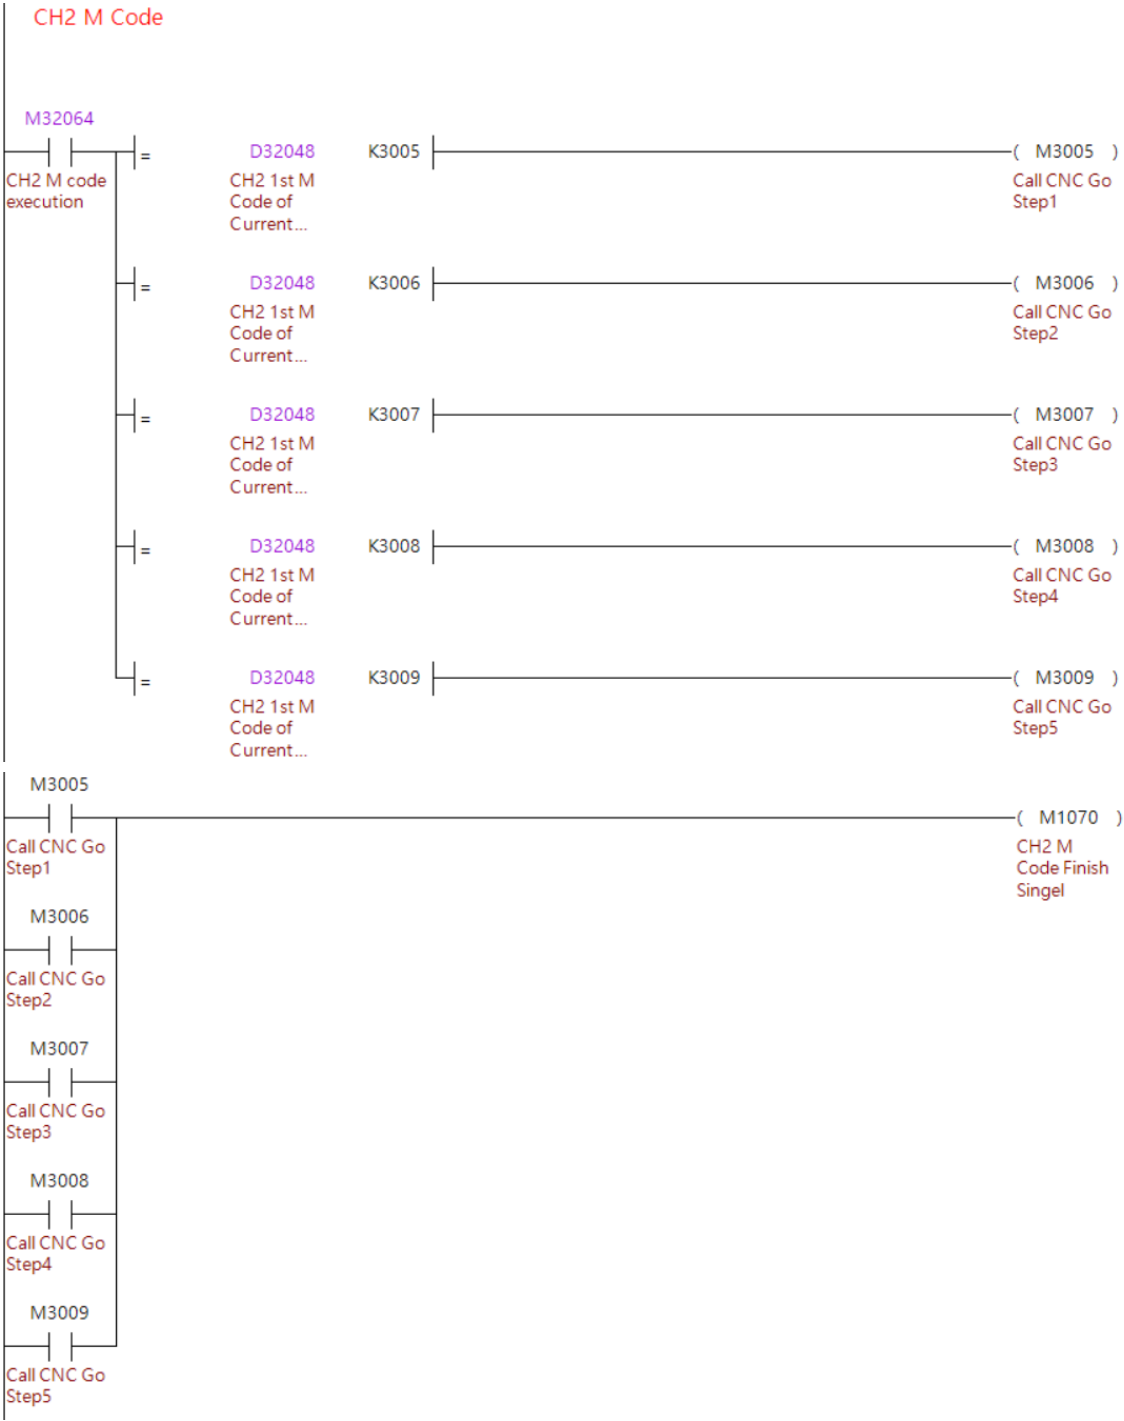 CH2 M Code
M32064
= D32048 K3005 ( M3005 )
CH2 M code
execution
CH2 1st M
Code of
Current...
Call CNC Go
Step1
= D32048 K3006 ( M3006 )
CH2 1st M
Code of
Current...
Call CNC Go
Step2
= D32048 K3007 ( M3007 )
CH2 1st M
Code of
Current...
Call CNC Go
Step3
= D32048 K3008 ( M3008 )
CH2 1st M
Code of
Current...
Call CNC Go
Step4
= D32048 K3009 ( M3009 )
CH2 1st M
Code of
Current...
Call CNC Go
Step5
M3005
( M1070 )
Call CNC Go
Step1
CH2 M
Code Finish
Singel
M3006
Call CNC Go
Step2
M3007
Call CNC Go
Step3
M3008
Call CNC Go
Step4
M3009
Call CNC Go
Step5